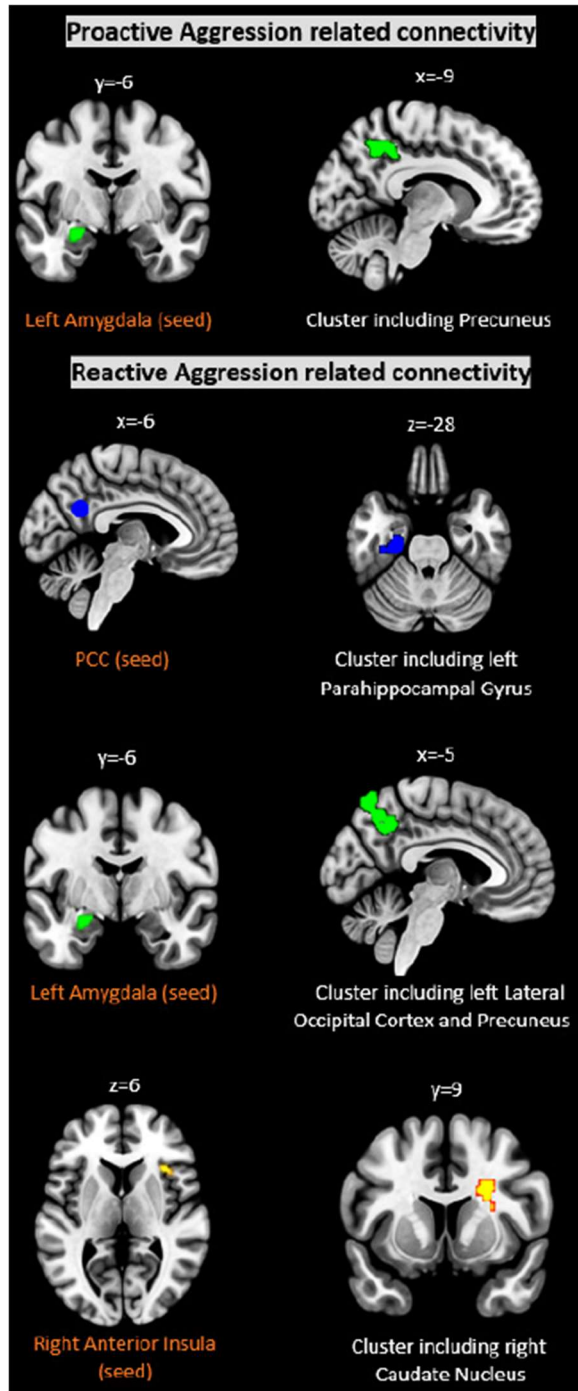 Proactive Aggression related connectivity
y=-6
x=-9
Left Amygdala (seed)
Cluster including Precuneus
Reactive Aggression related connectivity
x=-6
z=-28
PCC (seed)
Cluster including left
Parahippocampal Gyrus
y=-6
x=-5
Left Amygdala (seed)
Cluster including left Lateral
Occipital Cortex and Precuneus
z=6
y=9
Right Anterior Insula
(seed)
Cluster including right
Caudate Nucleus